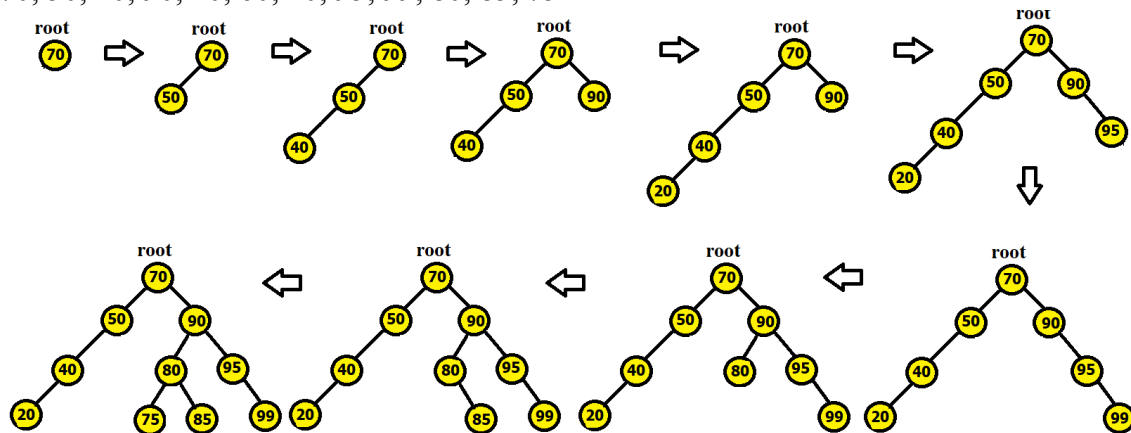 root root root root root root
70 70 70 70 70 70
50 50 50 90 50 90 50 90
40 40 40 40 95
20 20
root root root root
70 70 70 70
50 90 50 90 50 90 50 90
40 80 95 40 80 95 40 80 95 40 95
20 75 85 99 20 85 99 20 99 20 99